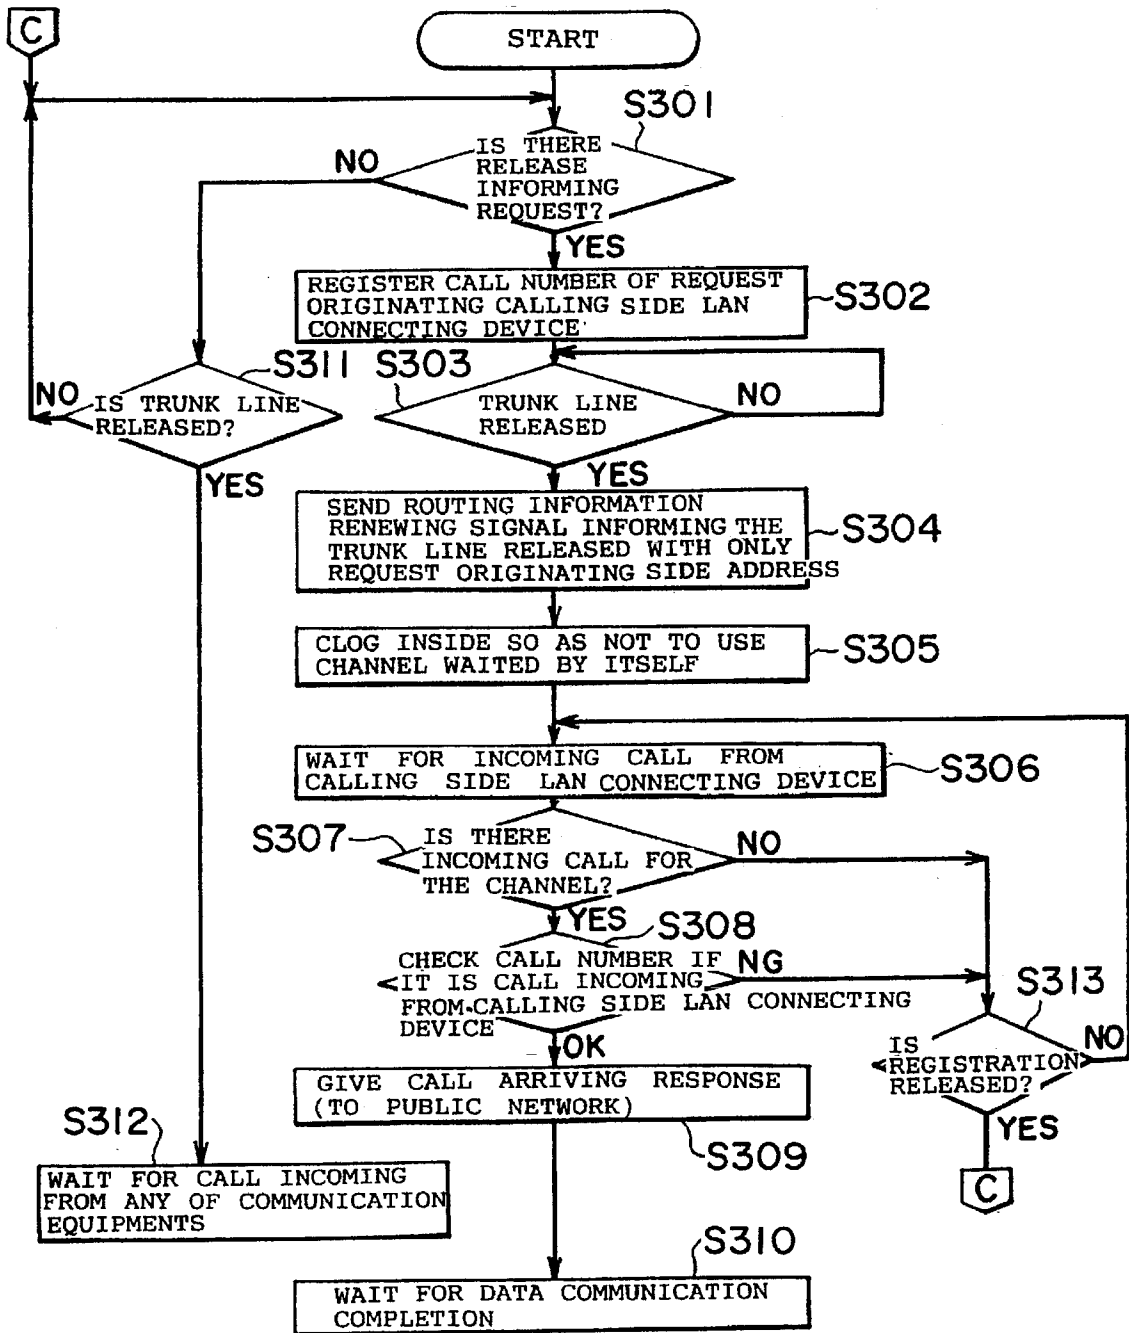 C
START
S301
IS THERE
RELEASE
INFORMING
REQUEST?
NO
YES
REGISTER CALL NUMBER OF REQUEST
ORIGINATING CALLING SIDE LAN
CONNECTING DEVICE
S302
S311
S303
NO
IS TRUNK LINE
RELEASED?
YES
TRUNK LINE
RELEASED
NO
YES
SEND ROUTING INFORMATION
RENEWING SIGNAL INFORMING THE
TRUNK LINE RELEASED WITH ONLY
REQUEST ORIGINATING SIDE ADDRESS
S304
CLOG INSIDE SO AS NOT TO USE
CHANNEL WAITED BY ITSELF
S305
WAIT FOR INCOMING CALL FROM
CALLING SIDE LAN CONNECTING DEVICE
S306
S307
IS THERE
INCOMING CALL FOR
THE CHANNEL?
NO
YES
S308
CHECK CALL NUMBER IF
IT IS CALL INCOMING
FROM CALLING SIDE LAN CONNECTING
DEVICE
NG
OK
S313
IS
REGISTRATION
RELEASED?
NO
YES
C
GIVE CALL ARRIVING RESPONSE
(TO PUBLIC NETWORK)
S309
S312
WAIT FOR CALL INCOMING
FROM ANY OF COMMUNICATION
EQUIPMENTS
S310
WAIT FOR DATA COMMUNICATION
COMPLETION